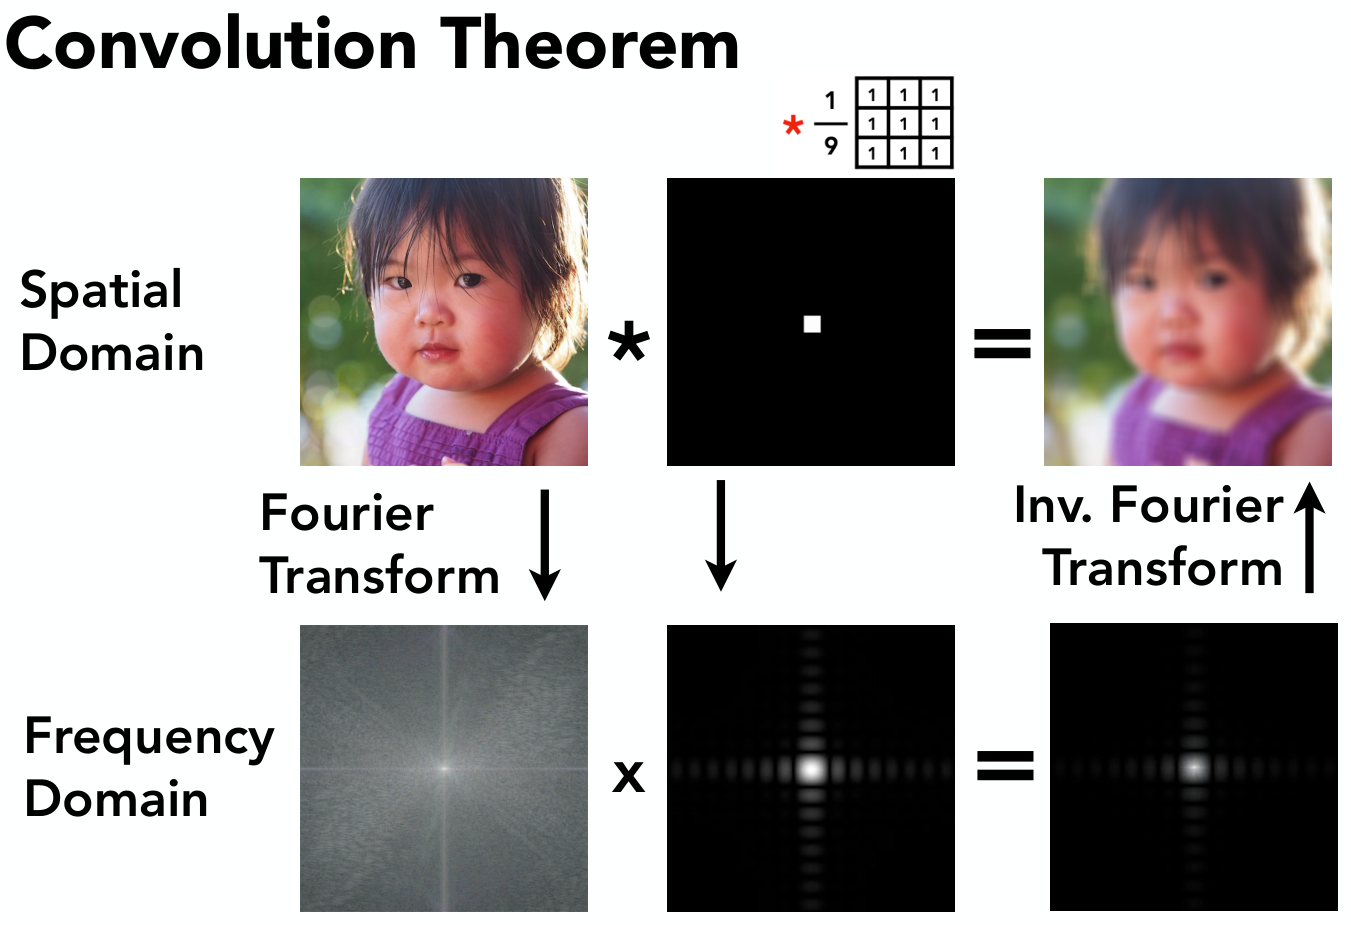 Convolution Theorem
* 1/9
1 1 1
1 1 1
1 1 1
Spatial
Domain
* =
Fourier
Transform
Inv. Fourier
Transform
Frequency
Domain
x =